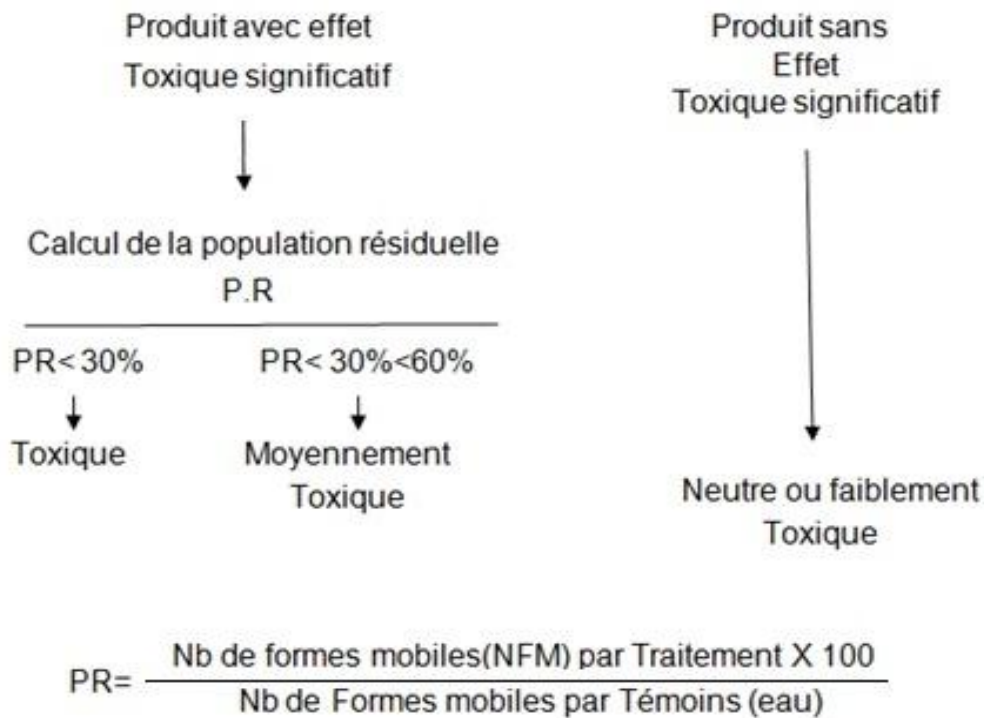 Produit avec effet
Toxique significatif
Produit sans
Effet
Toxique significatif
Calcul de la population résiduelle
P.R
PR< 30%
PR< 30%<60%
Toxique
Moyennement
Toxique
Neutre ou faiblement
Toxique
PR=
Nb de formes mobiles(NFM) par Traitement X 100
Nb de Formes mobiles par Témoins (eau)